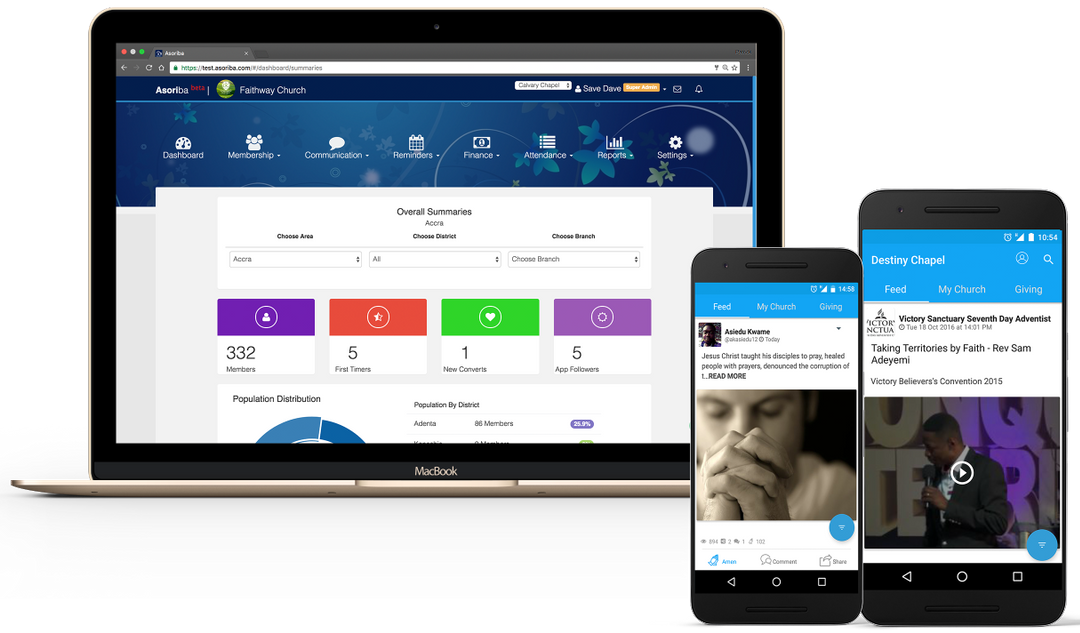 Asoriba
https://test.asoriba.com/#/dashboard/summaries
Asoriba beta | Faithway Church
Calvary Chapel
Save Dave Super Admin
Dashboard
Membership
Communication
Reminders
Finance
Attendance
Reports
Settings
Overall Summaries
Accra
Choose Area
Choose District
Choose Branch
Accra
All
Choose Branch
332
Members
5
First Timers
1
New Converts
5
App Followers
Population Distribution
Population By District
Adenta 86 Members 25.9%
MacBook
14:58
Feed My Church Giving
Asiedu Kwame
@akasiedu12 Today
Jesus Christ taught his disciples to pray, healed
people with prayers, denounced the corruption of
t...READ MORE
894 2 1 102
Amen Comment Share
10:54
Destiny Chapel
Feed My Church Giving
Victory Sanctuary Seventh Day Adventist
Tue 18 Oct 2016 at 14:01 PM
Taking Territories by Faith - Rev Sam
Adeyemi
Victory Believers's Convention 2015